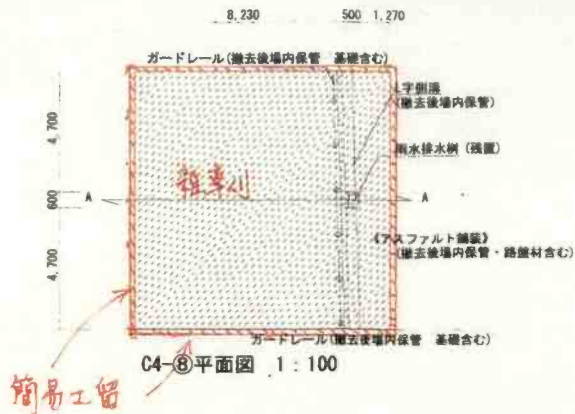 8,230 500 1,270
ガードレール(撤去後場内保管 基礎含む)
L字側溝
(撤去後場内保管)
雨水排水桝 (残置)
4,700
600
4,700
A
A
雑草刈
《アスファルト舗装》
(撤去後場内保管・路盤材含む)
ガードレール(撤去後場内保管 基礎含む)
C4-⑧平面図 1:100
簡易土留